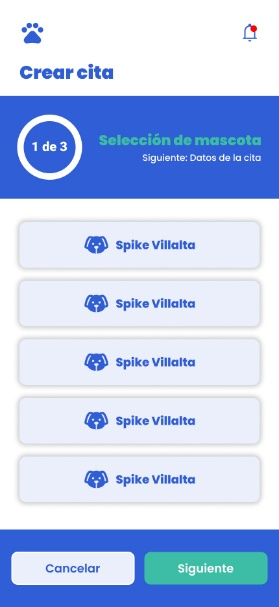 Crear cita
1 de 3
Selección de mascota
Siguiente: Datos de la cita
Spike Villalta
Spike Villalta
Spike Villalta
Spike Villalta
Spike Villalta
Cancelar
Siguiente